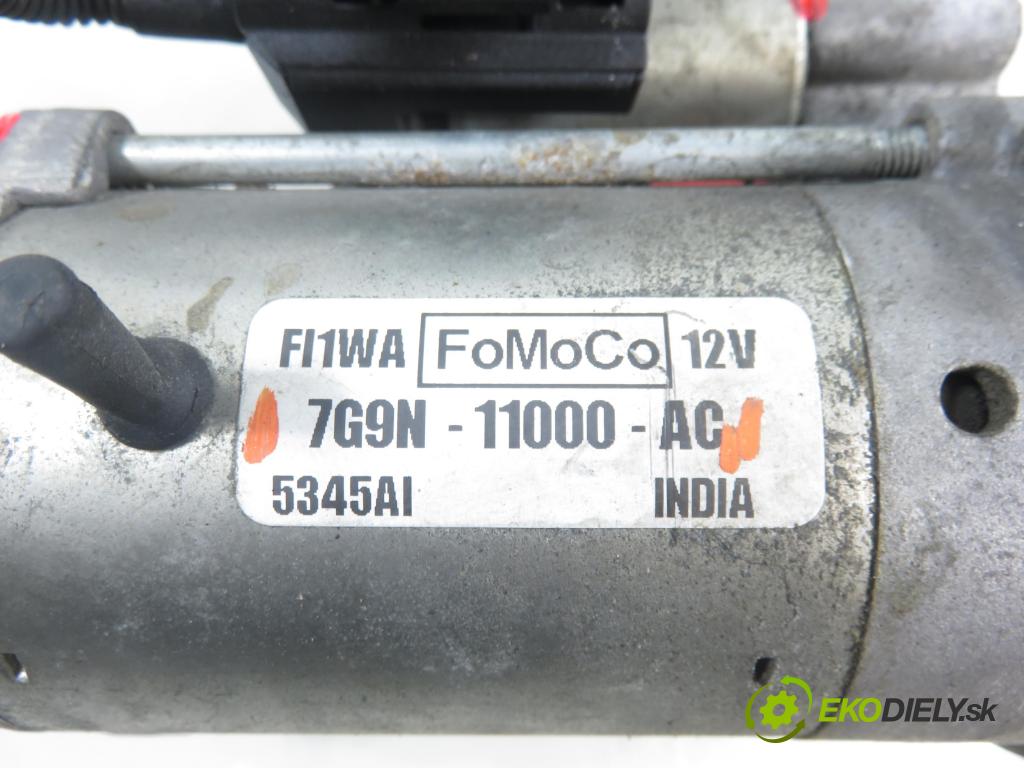 FI1WA FoMoCo 12V
7G9N - 11000 - AC
5345AI INDIA
EKODIELY.sk